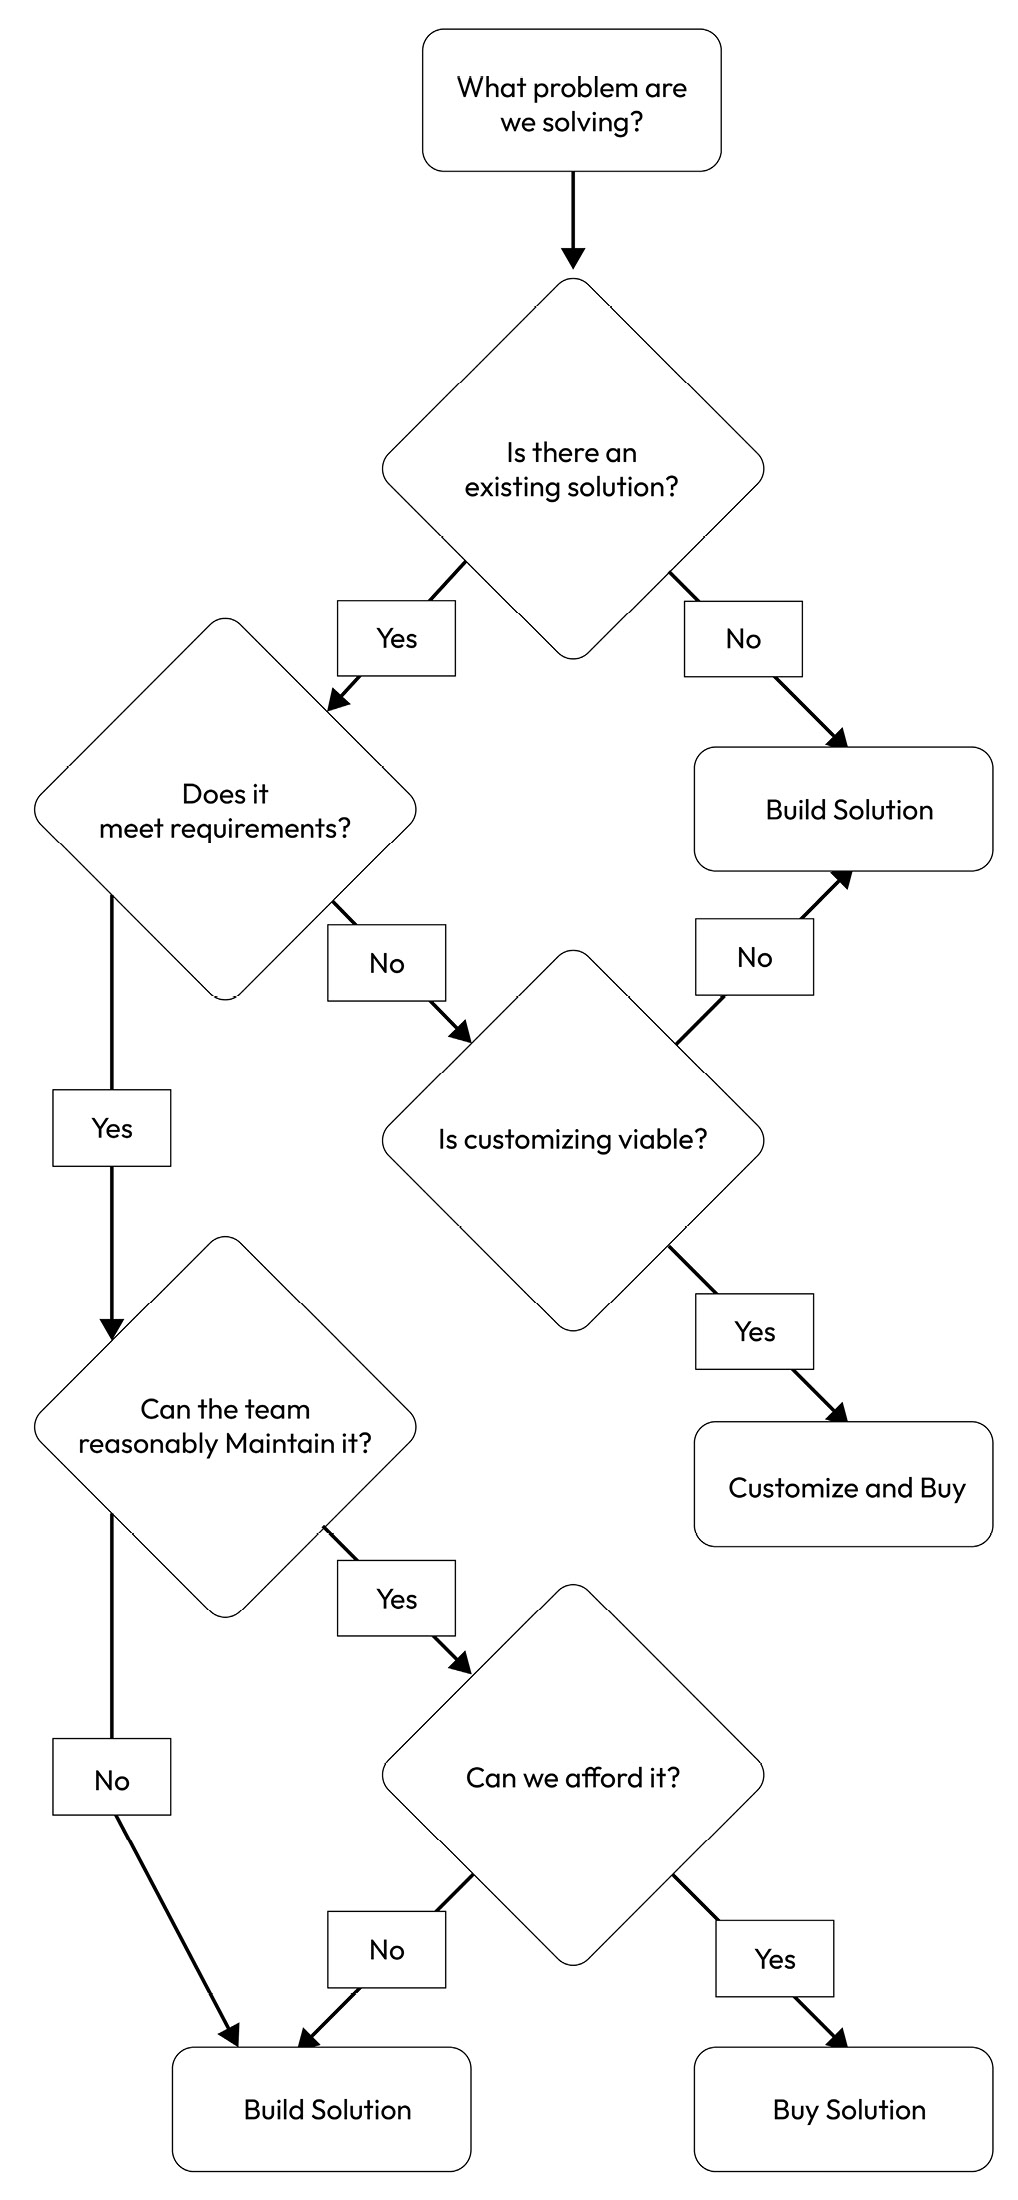 What problem are
we solving?
Is there an
existing solution?
Yes
No
Does it
meet requirements?
Build Solution
No
No
Yes
Is customizing viable?
Yes
Can the team
reasonably Maintain it?
Customize and Buy
Yes
No
Can we afford it?
No
Yes
Build Solution
Buy Solution